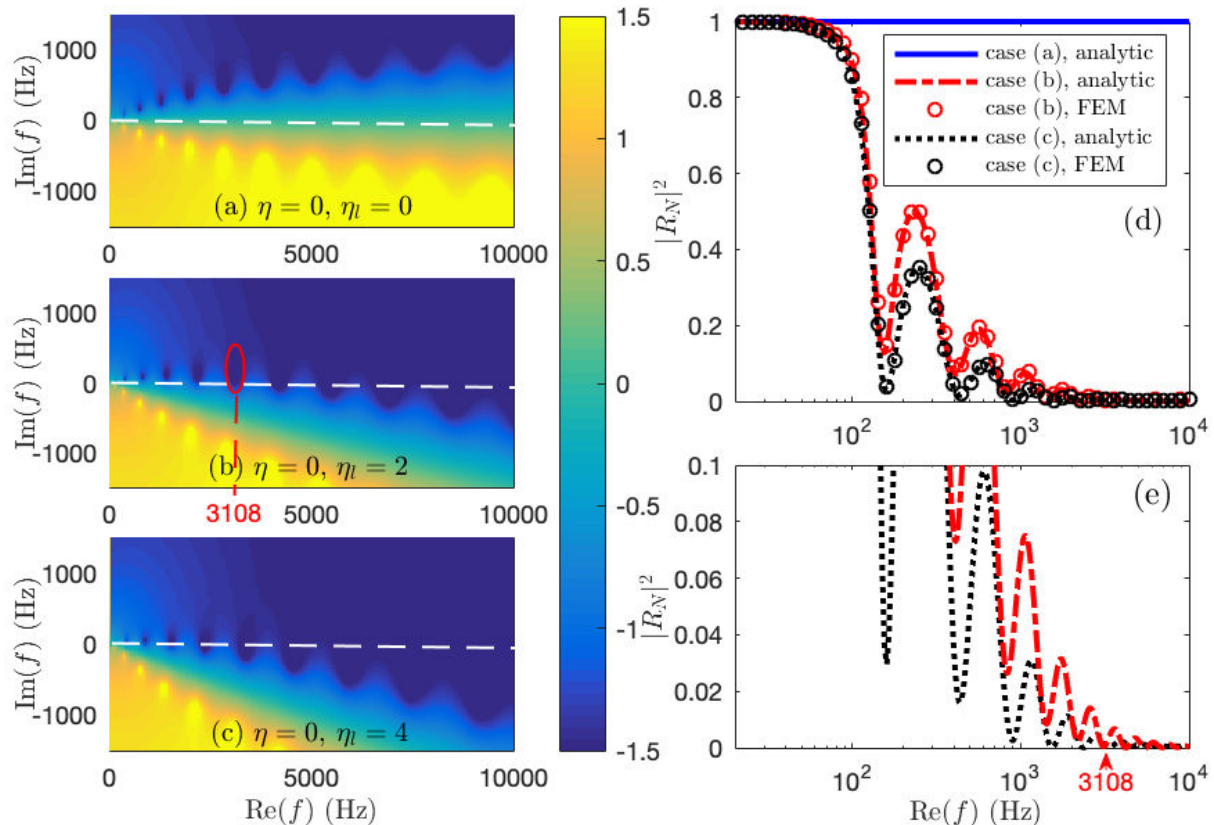 1000
0
-1000
Im(f) (Hz)
(a) η = 0, η_l = 0
0
5000
10000
1000
0
-1000
Im(f) (Hz)
(b) η = 0, η_l = 2
0
3108
5000
10000
1000
0
-1000
Im(f) (Hz)
(c) η = 0, η_l = 4
0
5000
10000
Re(f) (Hz)
1.5
1
0.5
0
-0.5
-1
-1.5
1
0.8
0.6
0.4
0.2
0
|R_N|^2
case (a), analytic
case (b), analytic
case (b), FEM
case (c), analytic
case (c), FEM
(d)
10^2
10^3
10^4
0.1
0.08
0.06
0.04
0.02
0
|R_N|^2
(e)
10^2
10^3
3108
10^4
Re(f) (Hz)